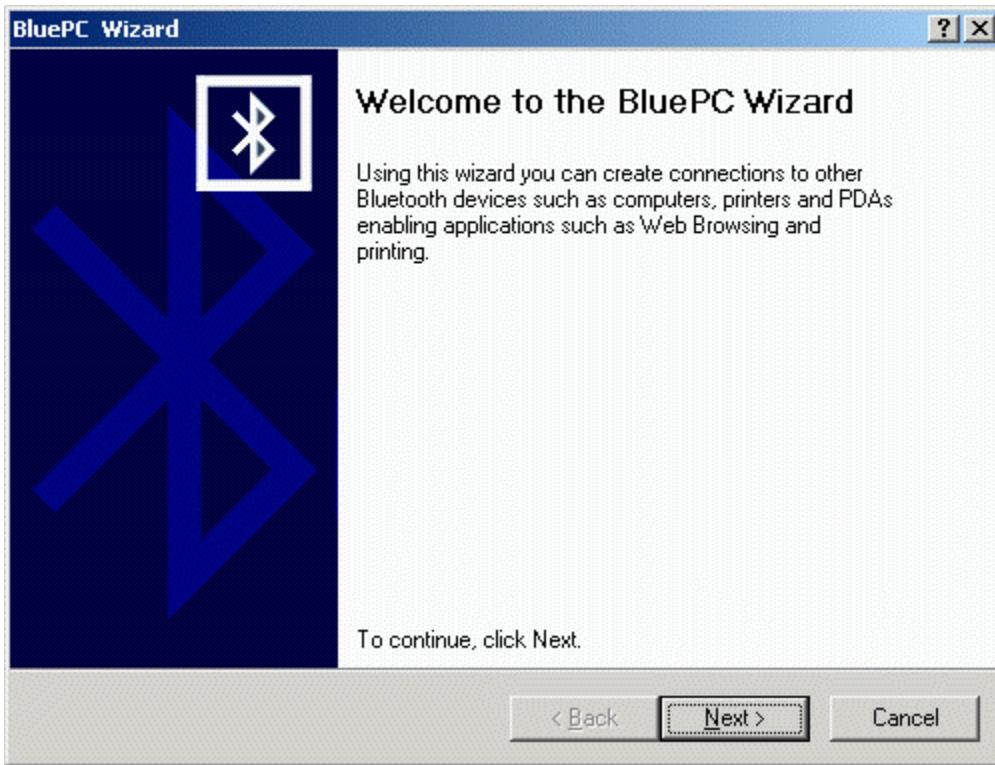 BluePC Wizard
Welcome to the BluePC Wizard
Using this wizard you can create connections to other
Bluetooth devices such as computers, printers and PDAs
enabling applications such as Web Browsing and
printing.
To continue, click Next.
< Back
Next >
Cancel